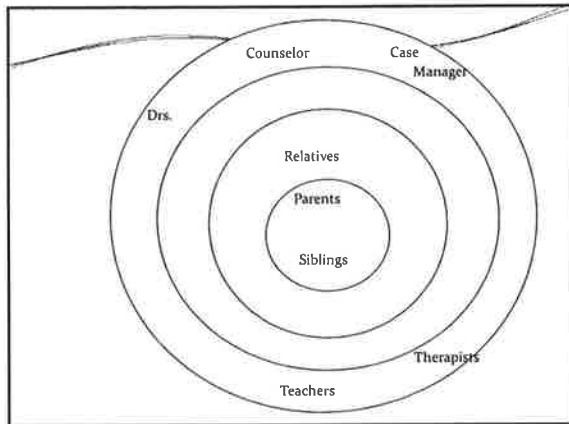 Counselor
Case
Manager
Drs.
Relatives
Parents
Siblings
Therapists
Teachers